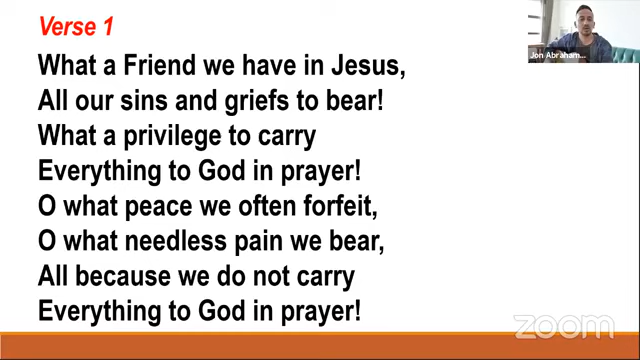 Verse 1
What a Friend we have in Jesus,
All our sins and griefs to bear!
What a privilege to carry
Everything to God in prayer!
O what peace we often forfeit,
O what needless pain we bear,
All because we do not carry
Everything to God in prayer!
Jon Abraham...
zoom